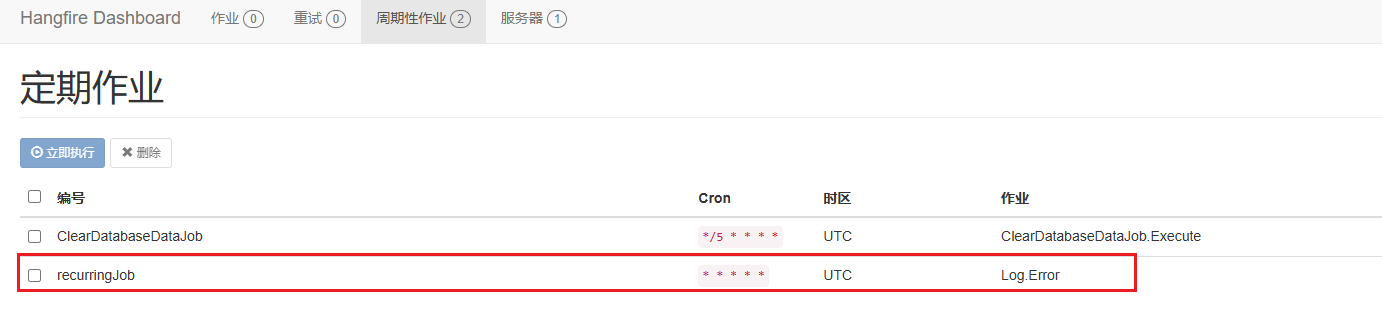 Hangfire Dashboard 作业 0 重试 0 周期性作业 2 服务器 1
定期作业
立即执行 删除
编号 Cron 时区 作业
ClearDatabaseDataJob */5 * * * * UTC ClearDatabaseDataJob.Execute
recurringJob * * * * * UTC Log.Error